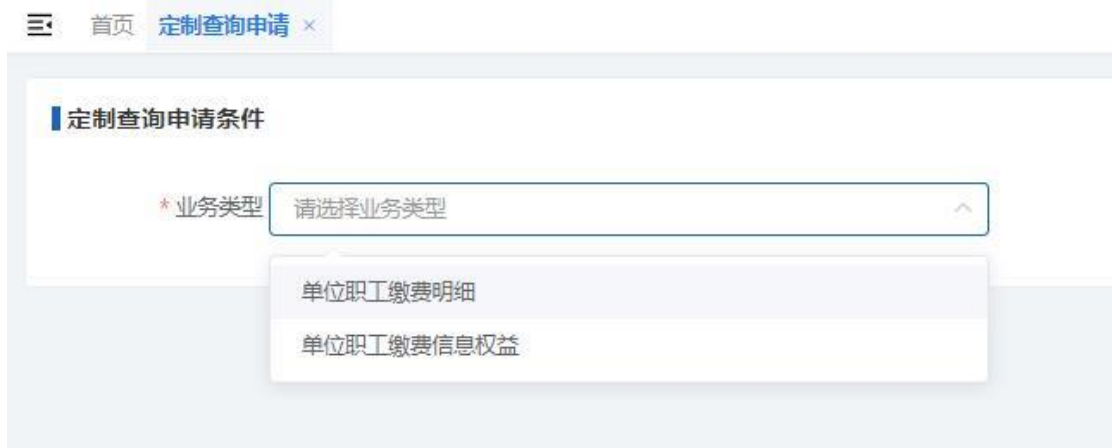 首页 定制查询申请 ×
定制查询申请条件
* 业务类型 请选择业务类型
单位职工缴费明细
单位职工缴费信息权益